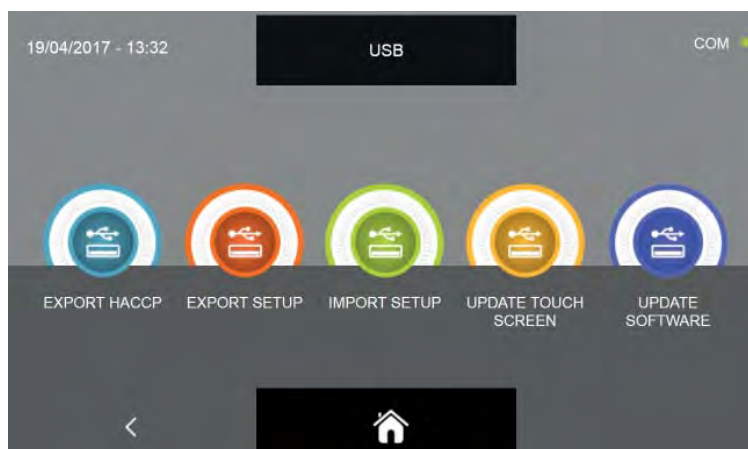 19/04/2017 - 13:32
USB
COM
EXPORT HACCP
EXPORT SETUP
IMPORT SETUP
UPDATE TOUCH
SCREEN
UPDATE
SOFTWARE